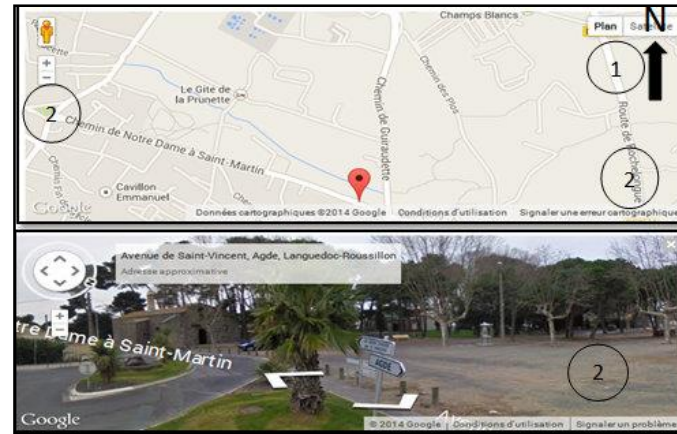 Champs Blancs
Plan
N
1
Le Gite de
la Prunette
Chemin des Plots
Chemin de Guiraudette
Route de Rochelongue
2
Chemin de Notre Dame à Saint-Martin
2
Cavillon
Emmanuel
Google
Données cartographiques ©2014 Google
Conditions d'utilisation
Signaler une erreur cartographique
Avenue de Saint-Vincent, Agde, Languedoc-Roussillon
Adresse approximative
tre Dame à Saint-Martin
AGDE
2
Google
© 2014 Google
Conditions d'utilisation
Signaler un problème